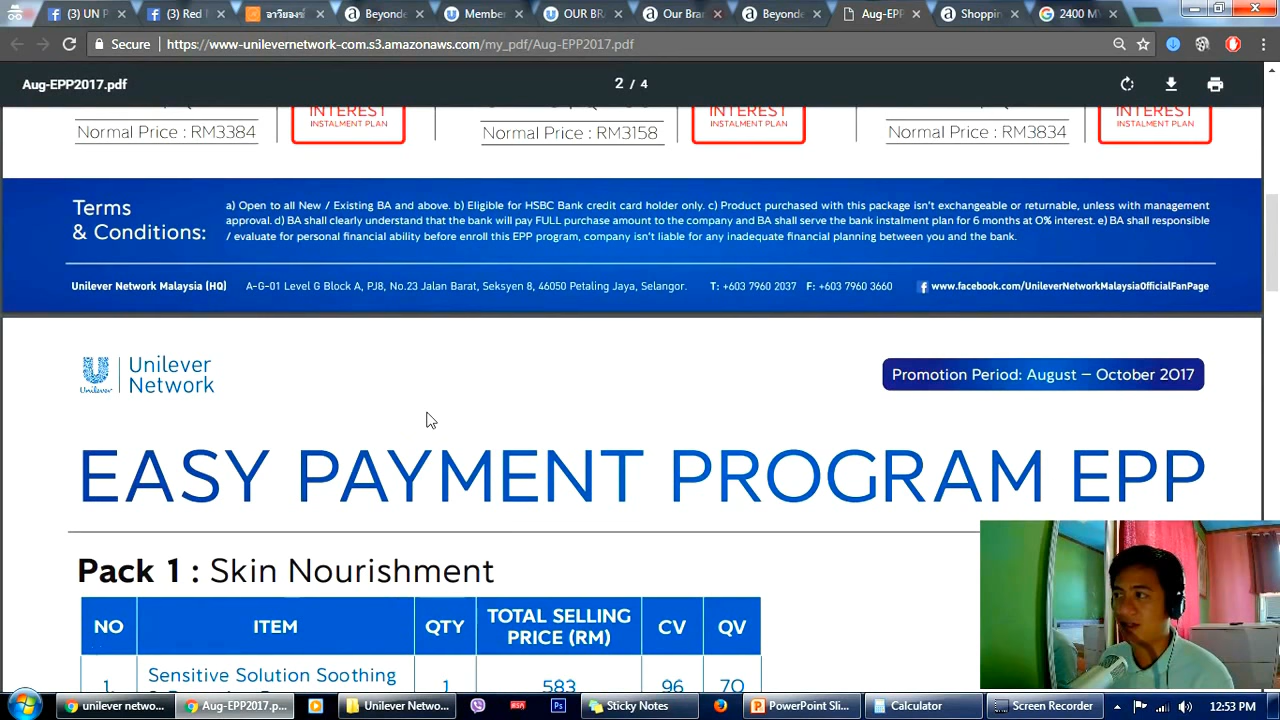 (3) UN P
(3) Red
อาวียองช์
Beyonde
Member
OUR BR
Our Bra
Beyond
Aug-EPP
Shoppin
2400 MY
Secure
https://www-unilevernetwork-com.s3.amazonaws.com/my_pdf/Aug-EPP2017.pdf
Aug-EPP2017.pdf
2 / 4
INTEREST
INSTALMENT PLAN
INTEREST
INSTALMENT PLAN
INTEREST
INSTALMENT PLAN
Normal Price : RM3384
Normal Price : RM3158
Normal Price : RM3834
Terms
& Conditions:
a) Open to all New / Existing BA and above. b) Eligible for HSBC Bank credit card holder only. c) Product purchased with this package isn't exchangeable or returnable, unless with management
approval. d) BA shall clearly understand that the bank will pay FULL purchase amount to the company and BA shall serve the bank instalment plan for 6 months at 0% interest. e) BA shall responsible
/ evaluate for personal financial ability before enroll this EPP program, company isn't liable for any inadequate financial planning between you and the bank.
Unilever Network Malaysia (HQ) A-G-01 Level G Block A, PJ8, No.23 Jalan Barat, Seksyen 8, 46050 Petaling Jaya, Selangor. T: +603 7960 2037 F: +603 7960 3660 www.facebook.com/UnileverNetworkMalaysiaOfficialFanPage
Unilever
Unilever
Network
Promotion Period: August – October 2017
EASY PAYMENT PROGRAM EPP
Pack 1 : Skin Nourishment
NO ITEM QTY TOTAL SELLING PRICE (RM) CV QV
1. Sensitive Solution Soothing 1 583 96 70
unilever netwo...
Aug-EPP2017.p...
Unilever Netwo...
Sticky Notes
PowerPoint Sli...
Calculator
Screen Recorder
12:53 PM